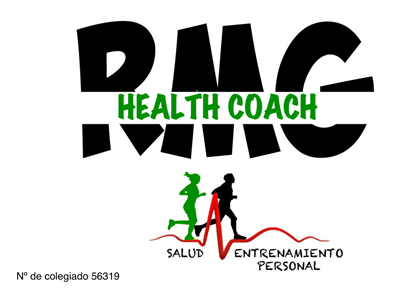 RMG
HEALTH COACH
SALUD ENTRENAMIENTO
PERSONAL
Nº de colegiado 56319